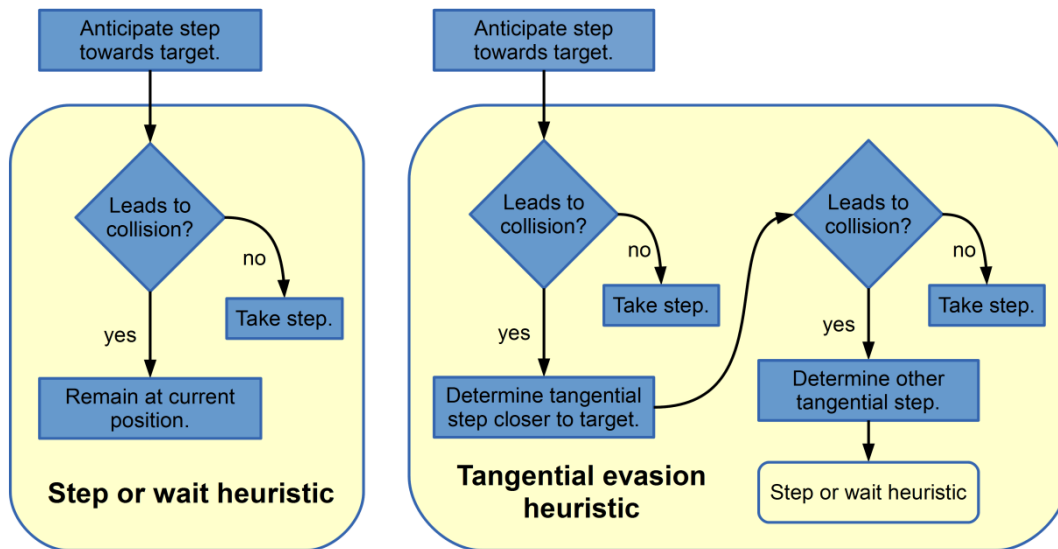 Anticipate step
towards target.
Leads to
collision?
no
Take step.
yes
Remain at current
position.
Step or wait heuristic
Anticipate step
towards target.
Leads to
collision?
no
Take step.
yes
Determine tangential
step closer to target.
Leads to
collision?
no
Take step.
yes
Determine other
tangential step.
Step or wait heuristic
Tangential evasion
heuristic